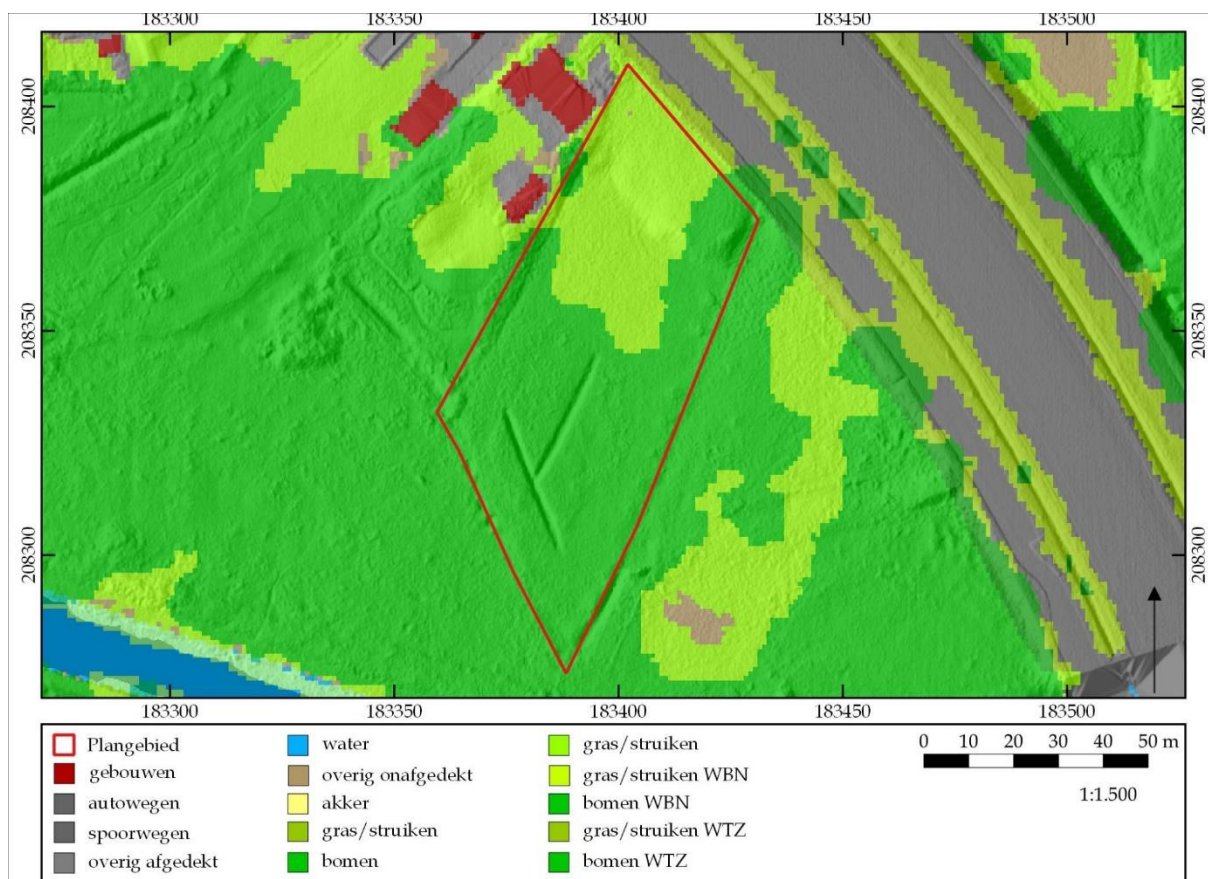 183300 183350 183400 183450 183500
208400 208400
208350 208350
208300 208300
183300 183350 183400 183450 183500
Plangebied
gebouwen
autowegen
spoorwegen
overig afgedekt
water
overig onafgedekt
akker
gras/struiken
bomen
gras/struiken
gras/struiken WBN
bomen WBN
gras/struiken WTZ
bomen WTZ
0 10 20 30 40 50 m
1:1.500